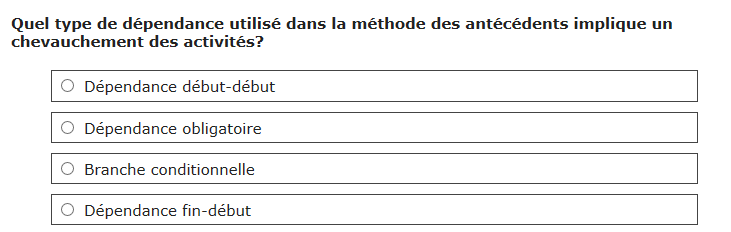 Quel type de dépendance utilisé dans la méthode des antécédents implique un
chevauchement des activités?
Dépendance début-début
Dépendance obligatoire
Branche conditionnelle
Dépendance fin-début